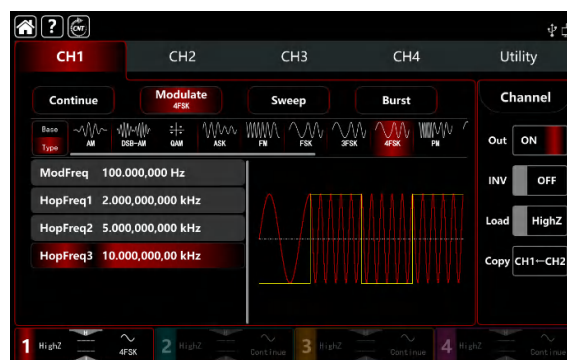 ? CNT
CH1 CH2 CH3 CH4 Utility
Continue Modulate Sweep Burst Channel
4FSK
Base
Type AM DSB-AM QAM ASK FM FSK 3FSK 4FSK PM
Out ON
ModFreq 100.000,000 Hz
INV OFF
HopFreq1 2.000,000,000 kHz
HopFreq2 5.000,000,000 kHz
Load HighZ
HopFreq3 10.000,000,00 kHz
Copy CH1←CH2
1 HighZ 4FSK 2 HighZ Continue 3 HighZ Continue 4 HighZ Continue